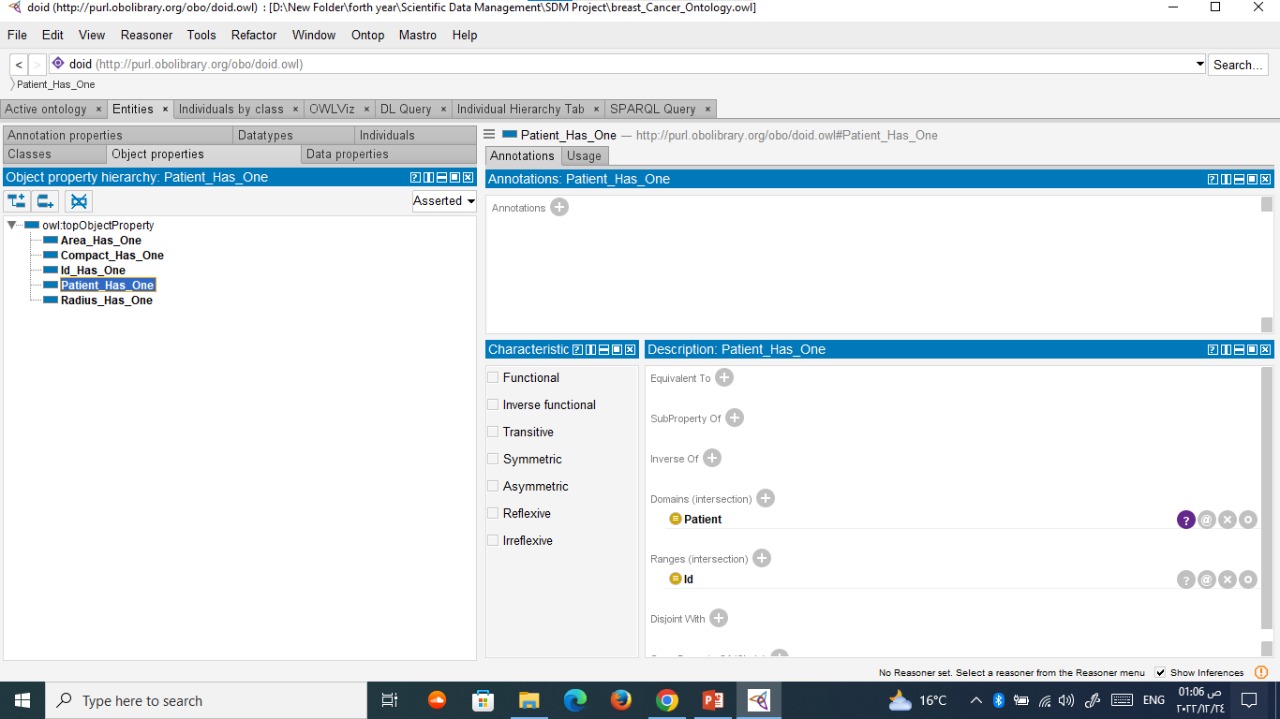 doid (http://purl.obolibrary.org/obo/doid.owl) : [D:\New Folder\forth year\Scientific Data Management\SDM Project\breast_Cancer_Ontology.owl]
File Edit View Reasoner Tools Refactor Window Ontop Mastro Help
< > doid (http://purl.obolibrary.org/obo/doid.owl) Search...
Patient_Has_One
Active ontology × Entities × Individuals by class × OWLViz × DL Query × Individual Hierarchy Tab × SPARQL Query ×
Annotation properties Datatypes Individuals
Classes Object properties Data properties
Object property hierarchy: Patient_Has_One
Asserted
owl:topObjectProperty
Area_Has_One
Compact_Has_One
Id_Has_One
Patient_Has_One
Radius_Has_One
Patient_Has_One — http://purl.obolibrary.org/obo/doid.owl#Patient_Has_One
Annotations Usage
Annotations: Patient_Has_One
Annotations
Characteristic
Functional
Inverse functional
Transitive
Symmetric
Asymmetric
Reflexive
Irreflexive
Description: Patient_Has_One
Equivalent To
SubProperty Of
Inverse Of
Domains (intersection)
Patient
Ranges (intersection)
Id
Disjoint With
No Reasoner set. Select a reasoner from the Reasoner menu Show Inferences
Type here to search
16°C
ENG
01:06 ص
٢٠٢٢/١٢/٢٤